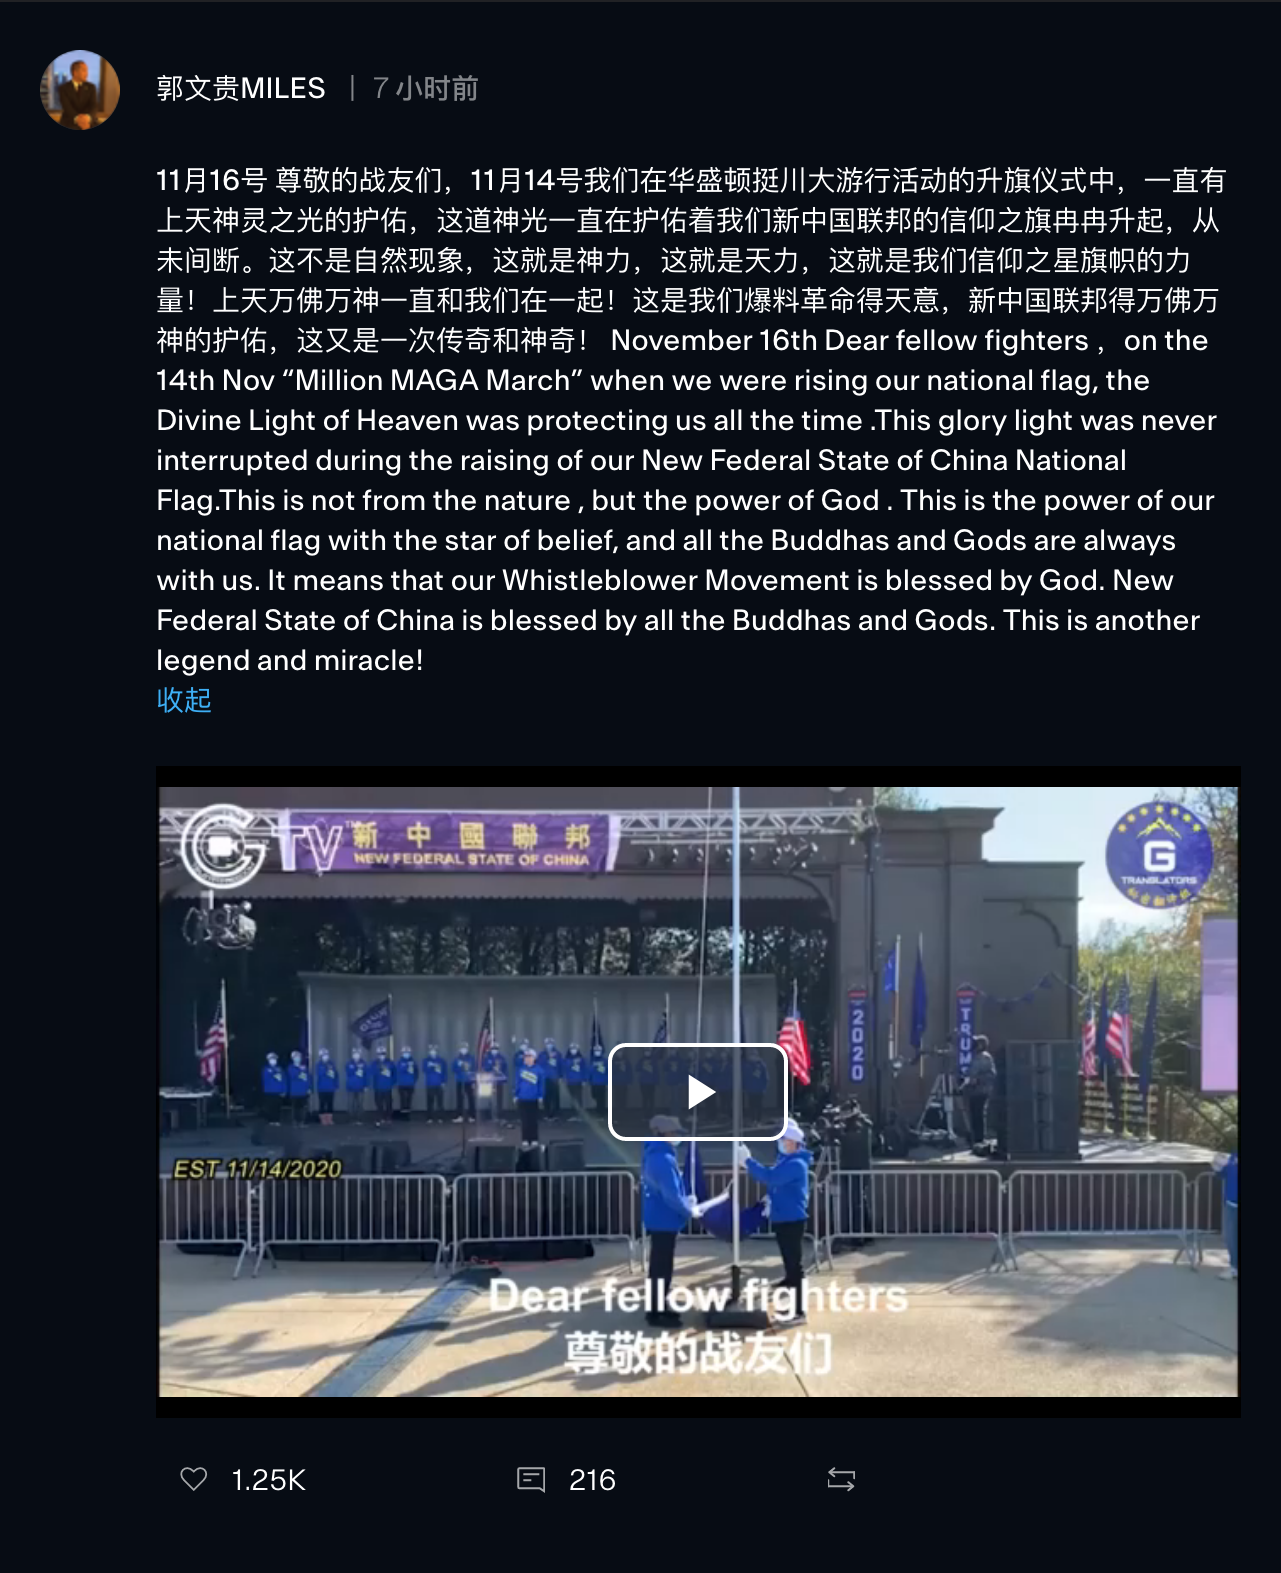 郭文贵MILES | 7 小时前
11月16号 尊敬的战友们，11月14号我们在华盛顿挺川大游行活动的升旗仪式中，一直有
上天神灵之光的护佑，这道神光一直在护佑着我们新中国联邦的信仰之旗冉冉升起，从
未间断。这不是自然现象，这就是神力，这就是天力，这就是我们信仰之星旗帜的力
量！上天万佛万神一直和我们在一起！这是我们爆料革命得天意，新中国联邦得万佛万
神的护佑，这又是一次传奇和神奇！ November 16th Dear fellow fighters ，on the
14th Nov “Million MAGA March” when we were rising our national flag, the
Divine Light of Heaven was protecting us all the time .This glory light was never
interrupted during the raising of our New Federal State of China National
Flag.This is not from the nature , but the power of God . This is the power of our
national flag with the star of belief, and all the Buddhas and Gods are always
with us. It means that our Whistleblower Movement is blessed by God. New
Federal State of China is blessed by all the Buddhas and Gods. This is another
legend and miracle!
收起
GTV
新中國聯邦
NEW FEDERAL STATE OF CHINA
G
TRANSLATORS
2020
TRUMP
EST 11/14/2020
Dear fellow fighters
尊敬的战友们
1.25K
216